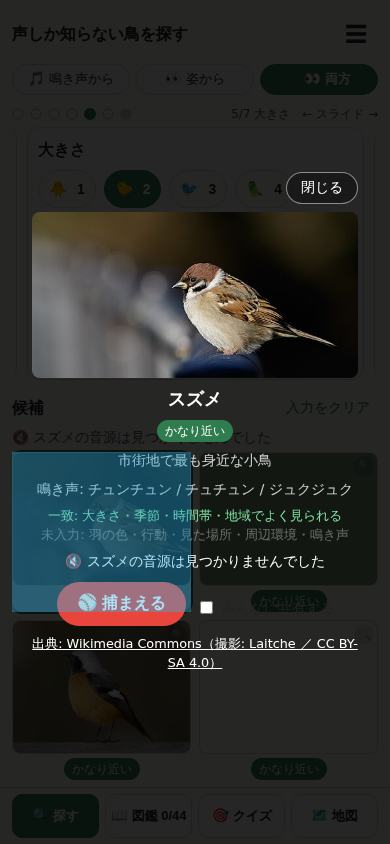 声しか知らない鳥を探す
☰
🎵 鳴き声から
👀 姿から
👀 両方
5/7 大きさ ← スライド →
大きさ
🐥 1
🐤 2
🐦 3
🦜 4
閉じる
スズメ
候補
入力をクリア
かなり近い
市街地で最も身近な小鳥
鳴き声: チュンチュン / チュチュン / ジュクジュク
一致: 大きさ・季節・時間帯・地域でよく見られる
未入力: 羽の色・行動・見た場所・周辺環境・鳴き声
🔇 スズメの音源は見つかりませんでした
⚾ 捕まえる
かなり近い
出典: Wikimedia Commons（撮影: Laitche ／ CC BY-
SA 4.0）
かなり近い
かなり近い
🔍 探す
📖 図鑑 0/44
🎯 クイズ
🗺️ 地図